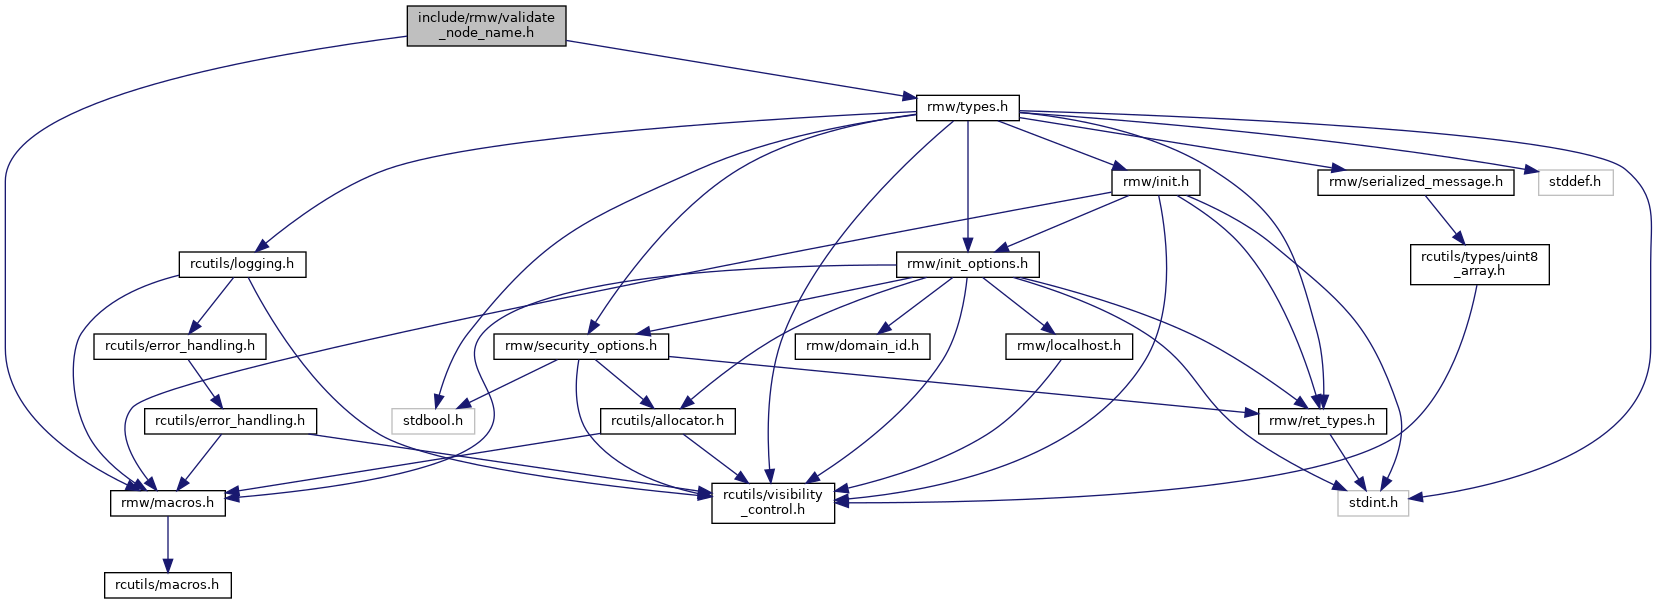 include/rmw/validate
_node_name.h
rmw/types.h
rmw/init.h
rmw/serialized_message.h
stddef.h
rcutils/logging.h
rmw/init_options.h
rcutils/types/uint8
_array.h
rcutils/error_handling.h
rmw/security_options.h
rmw/domain_id.h
rmw/localhost.h
rcutils/error_handling.h
stdbool.h
rcutils/allocator.h
rmw/ret_types.h
rmw/macros.h
rcutils/visibility
_control.h
stdint.h
rcutils/macros.h